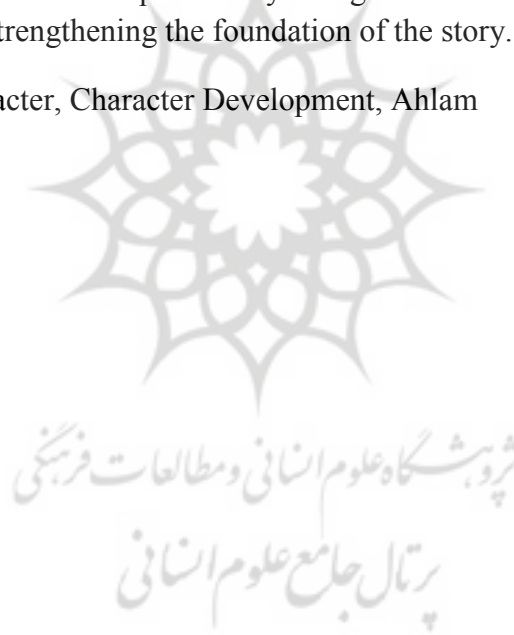 strengthening the foundation of the story.
acter, Character Development, Ahlam
پژوهشگاه علوم انسانی و مطالعات فرهنگی
پرتال جامع علوم انسانی